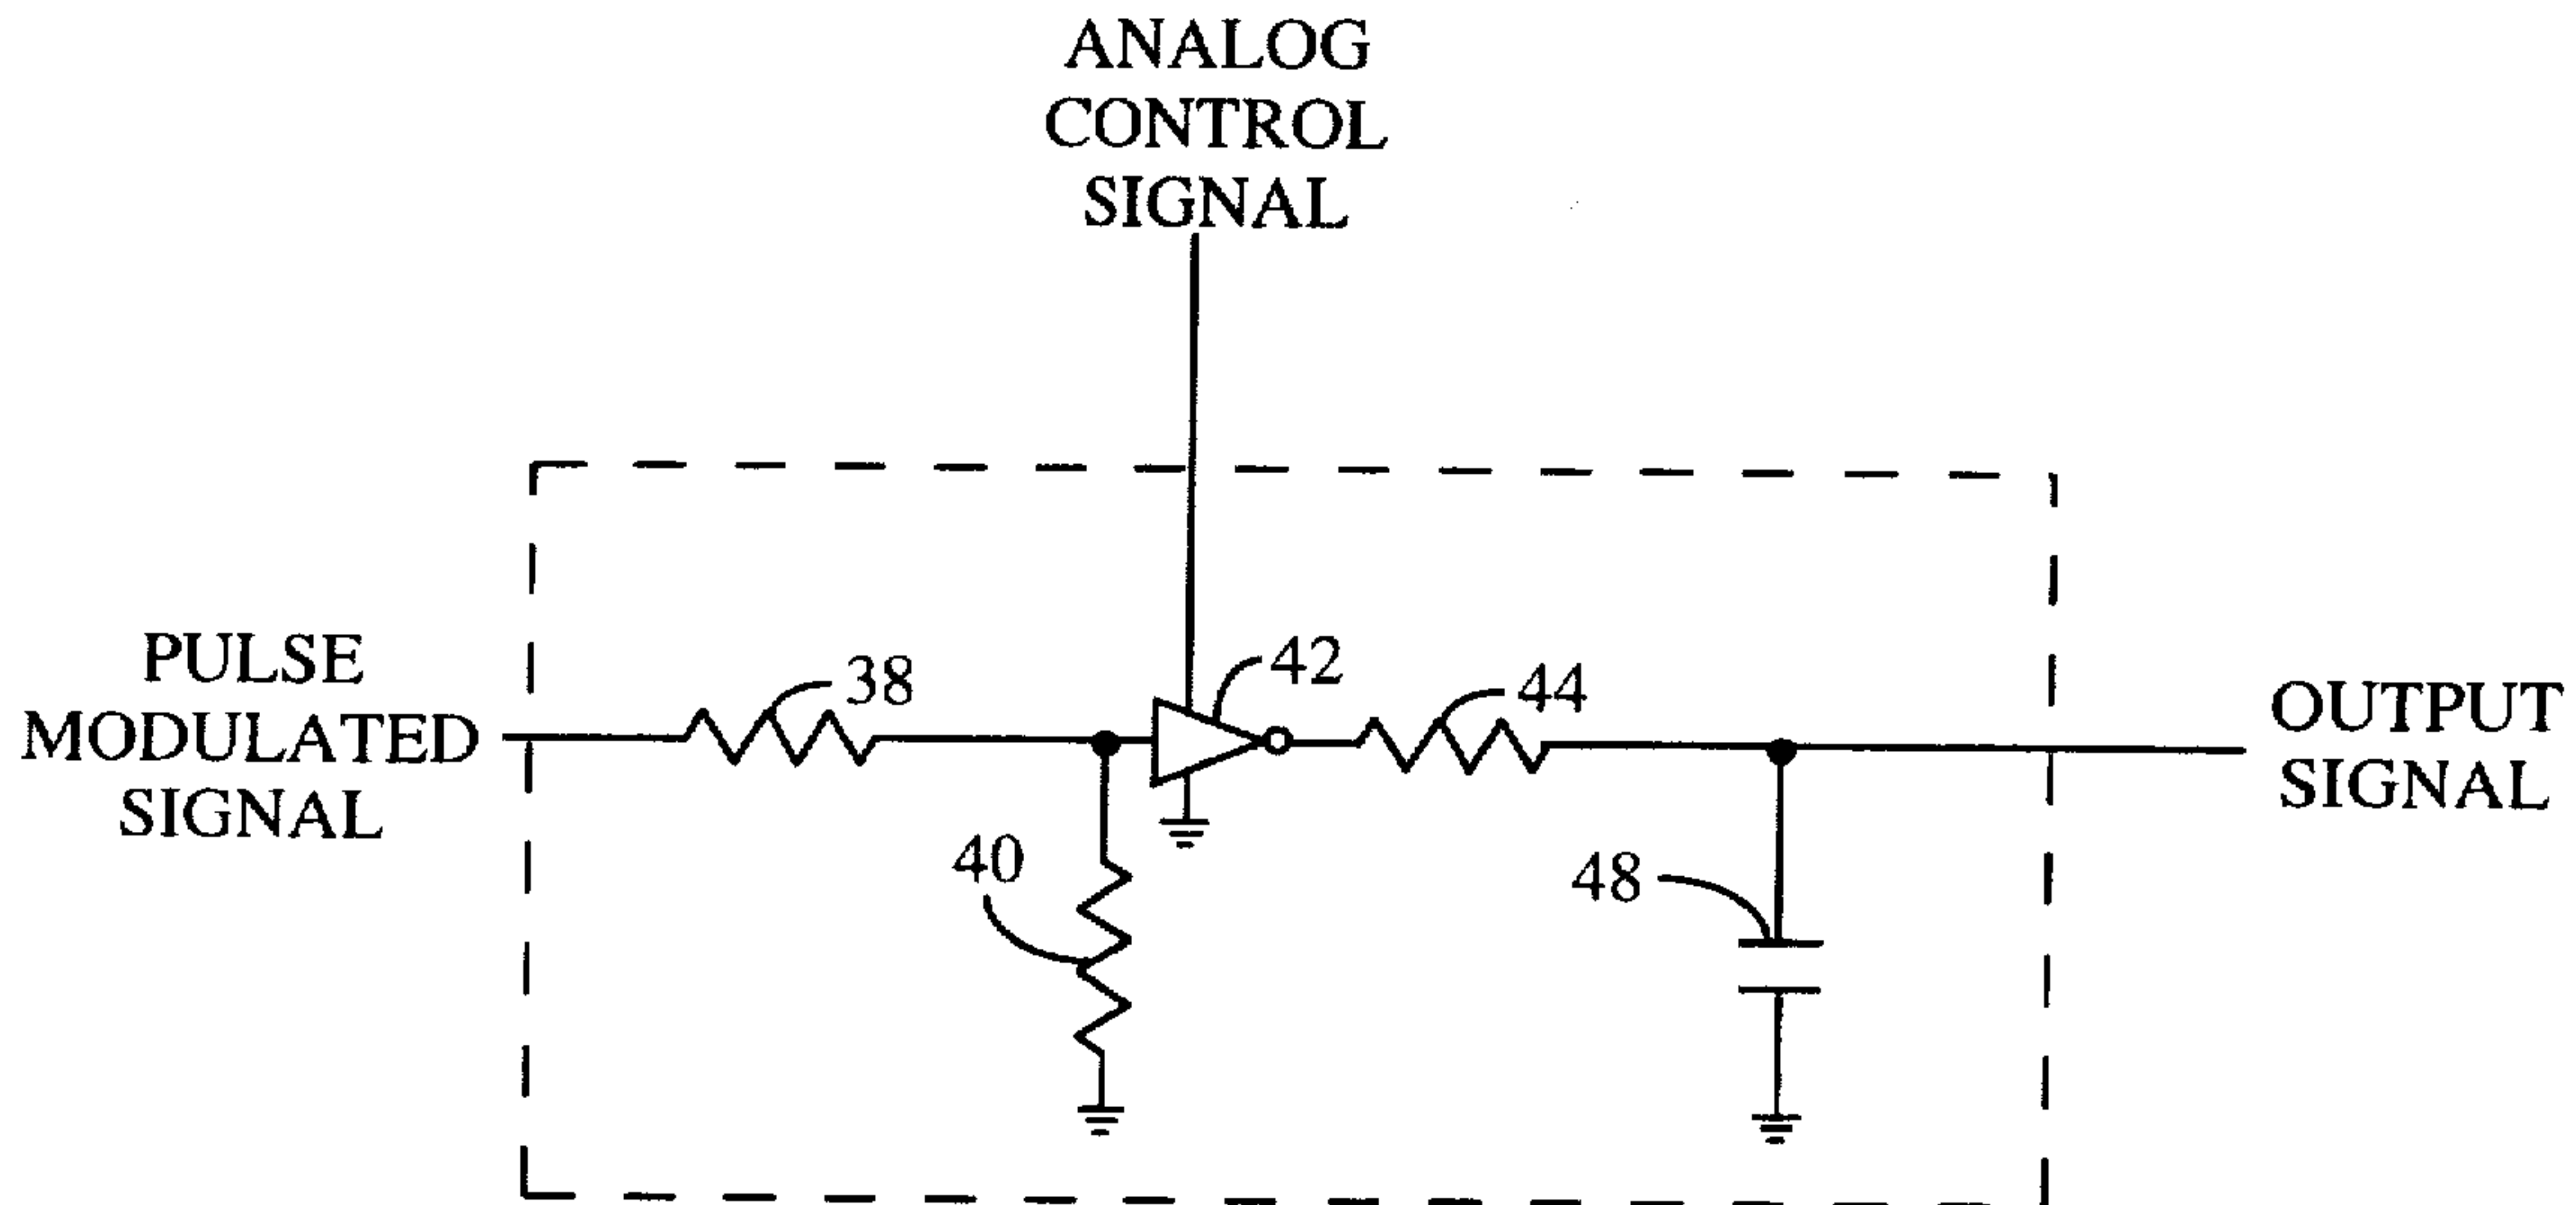 ANALOG
CONTROL
SIGNAL
PULSE
MODULATED
SIGNAL
38
42
44
OUTPUT
SIGNAL
40
48